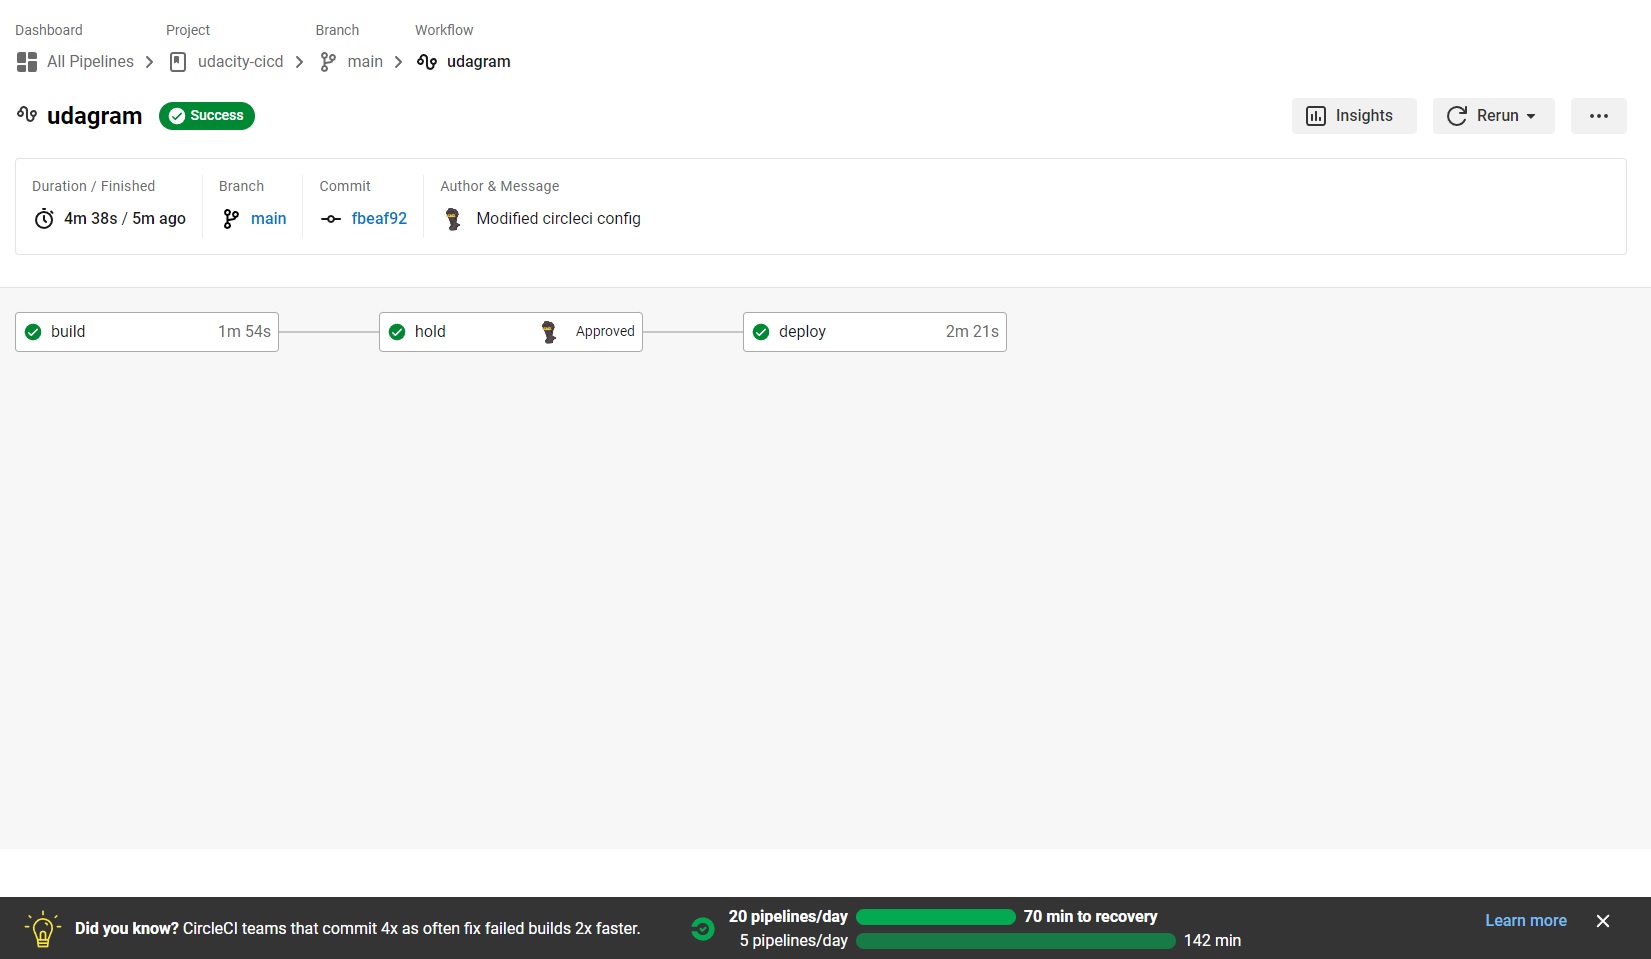 Dashboard Project Branch Workflow
All Pipelines udacity-cicd main udagram
udagram Success Insights Rerun
Duration / Finished Branch Commit Author & Message
4m 38s / 5m ago main fbeaf92 Modified circleci config
build 1m 54s hold Approved deploy 2m 21s
Did you know? CircleCI teams that commit 4x as often fix failed builds 2x faster.
20 pipelines/day 70 min to recovery
5 pipelines/day 142 min
Learn more